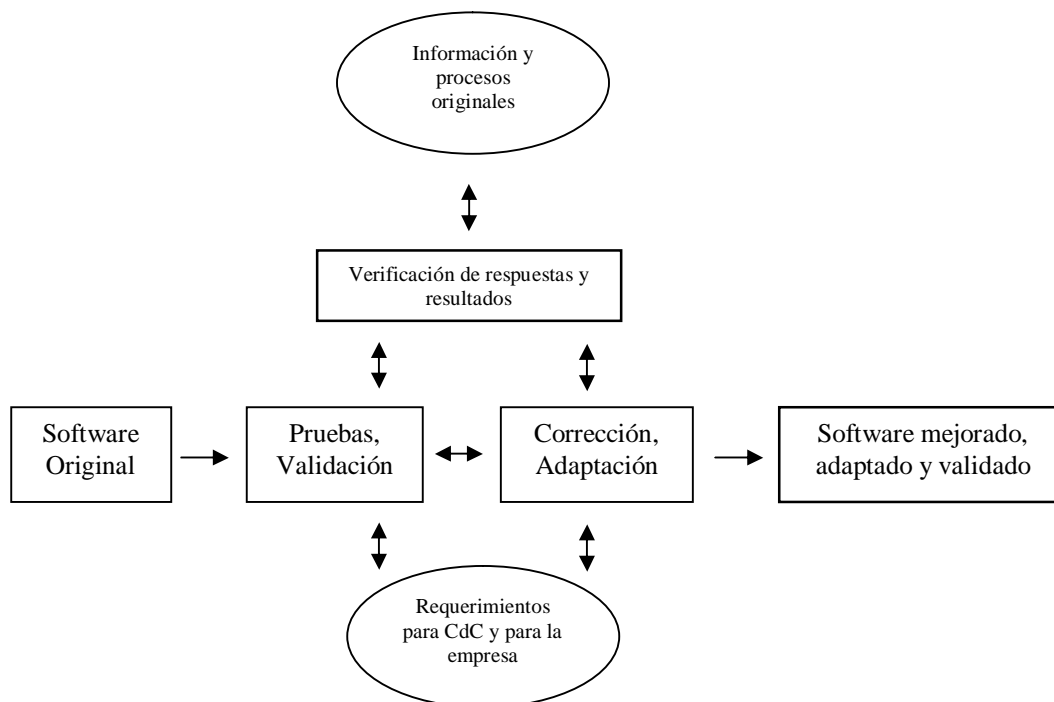 Información y
procesos
originales
Verificación de respuestas y
resultados
Software
Original
Pruebas,
Validación
Corrección,
Adaptación
Software mejorado,
adaptado y validado
Requerimientos
para CdC y para la
empresa